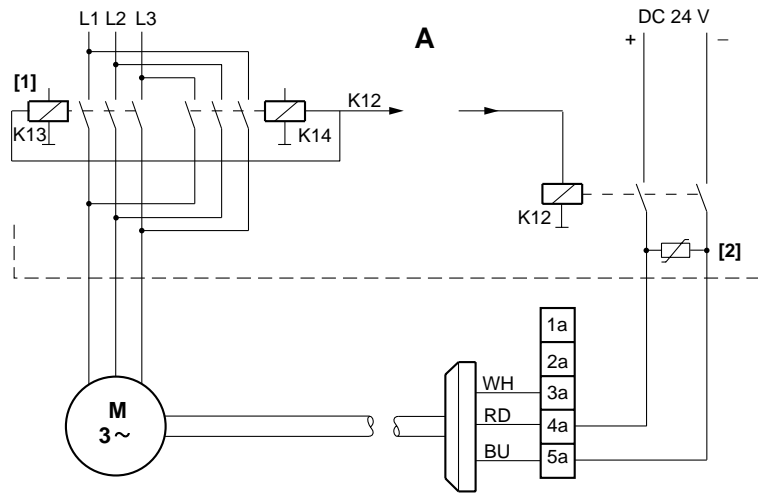 L1 L2 L3
A
DC 24 V
+ –
[1]
K12
K13
K14
K12
[2]
1a
2a
WH 3a
RD 4a
BU 5a
M
3~